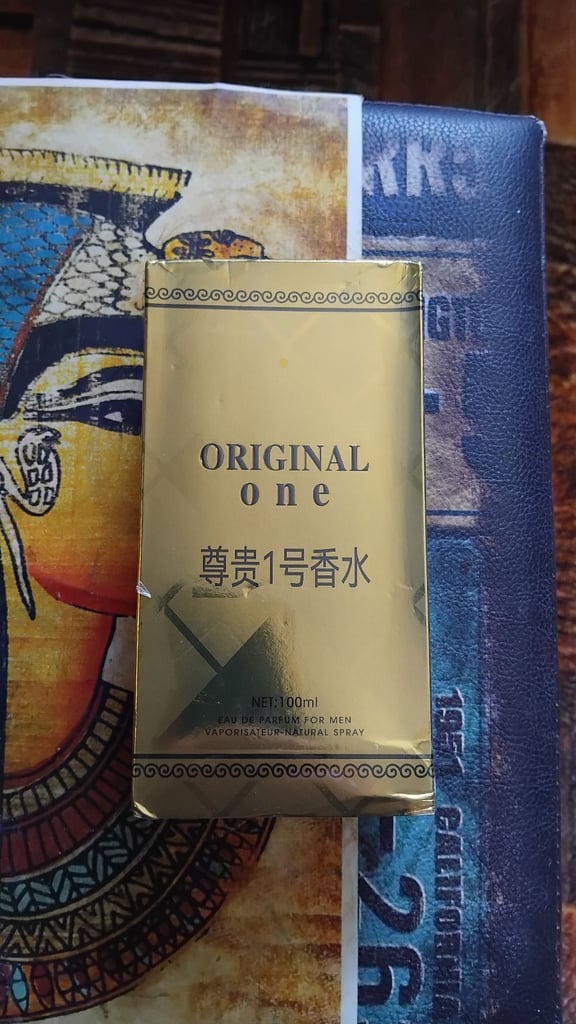 ORIGINAL
one
尊贵1号香水
NET:100ml
EAU DE PARFUM FOR MEN
VAPORISATEUR-NATURAL SPRAY
1951 CALIFORNIA
-26